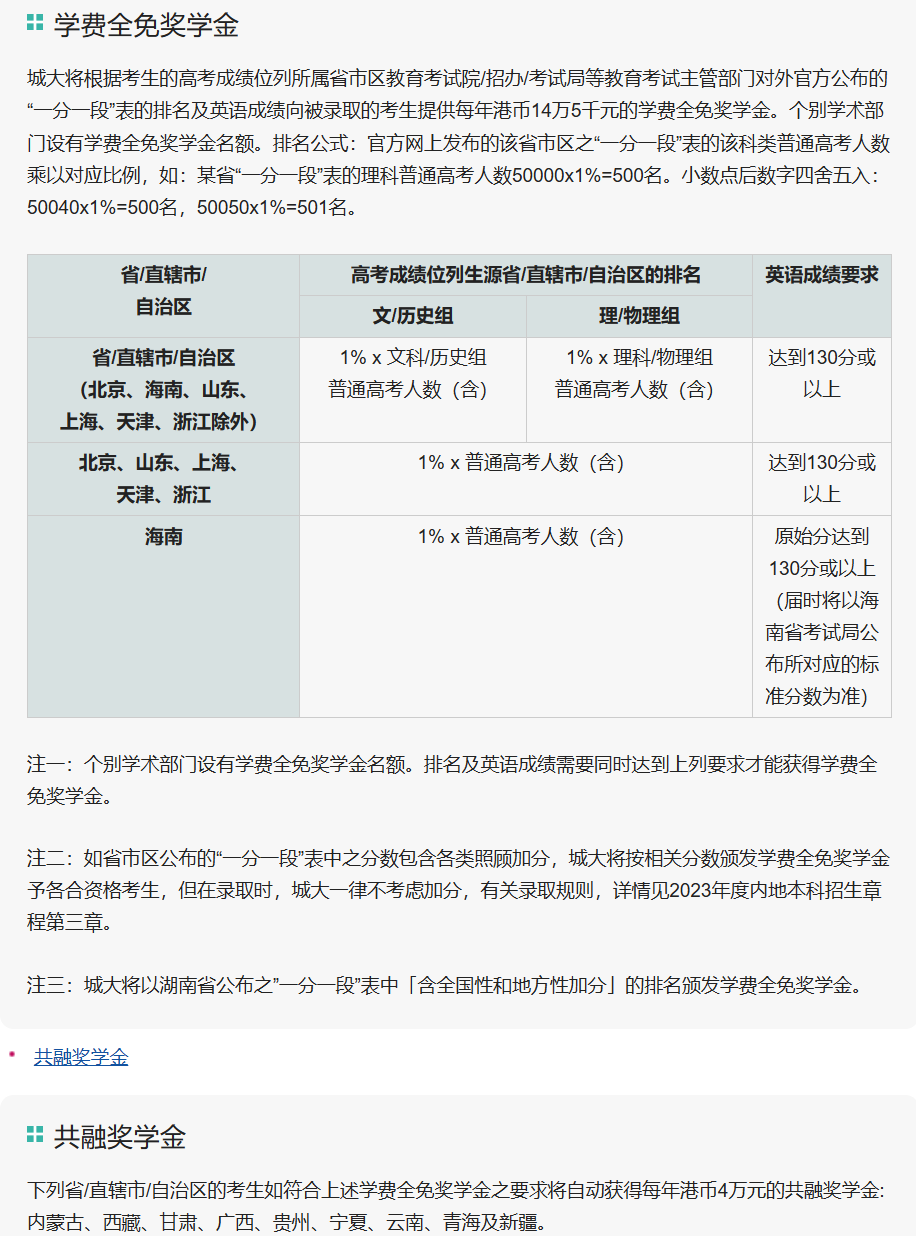 学费全免奖学金
城大将根据考生的高考成绩位列所属省市区教育考试院/招办/考试局等教育考试主管部门对外官方公布的
“一分一段”表的排名及英语成绩向被录取的考生提供每年港币14万5千元的学费全免奖学金。个别学术部
门设有学费全免奖学金名额。排名公式：官方网上发布的该省市区之“一分一段”表的该科类普通高考人数
乘以对应比例，如：某省“一分一段”表的理科普通高考人数50000x1%=500名。小数点后数字四舍五入：
50040x1%=500名，50050x1%=501名。
省/直辖市/
自治区
高考成绩位列生源省/直辖市/自治区的排名
英语成绩要求
文/历史组
理/物理组
省/直辖市/自治区
（北京、海南、山东、
上海、天津、浙江除外）
1% x 文科/历史组
普通高考人数（含）
1% x 理科/物理组
普通高考人数（含）
达到130分或
以上
北京、山东、上海、
天津、浙江
1% x 普通高考人数（含）
达到130分或
以上
海南
1% x 普通高考人数（含）
原始分达到
130分或以上
（届时将以海
南省考试局公
布所对应的标
准分数为准）
注一：个别学术部门设有学费全免奖学金名额。排名及英语成绩需要同时达到上列要求才能获得学费全
免奖学金。
注二：如省市区公布的“一分一段”表中之分数包含各类照顾加分，城大将按相关分数颁发学费全免奖学金
予各合资格考生，但在录取时，城大一律不考虑加分，有关录取规则，详情见2023年度内地本科招生章
程第三章。
注三：城大将以湖南省公布之”一分一段”表中「含全国性和地方性加分」的排名颁发学费全免奖学金。
共融奖学金
共融奖学金
下列省/直辖市/自治区的考生如符合上述学费全免奖学金之要求将自动获得每年港币4万元的共融奖学金:
内蒙古、西藏、甘肃、广西、贵州、宁夏、云南、青海及新疆。